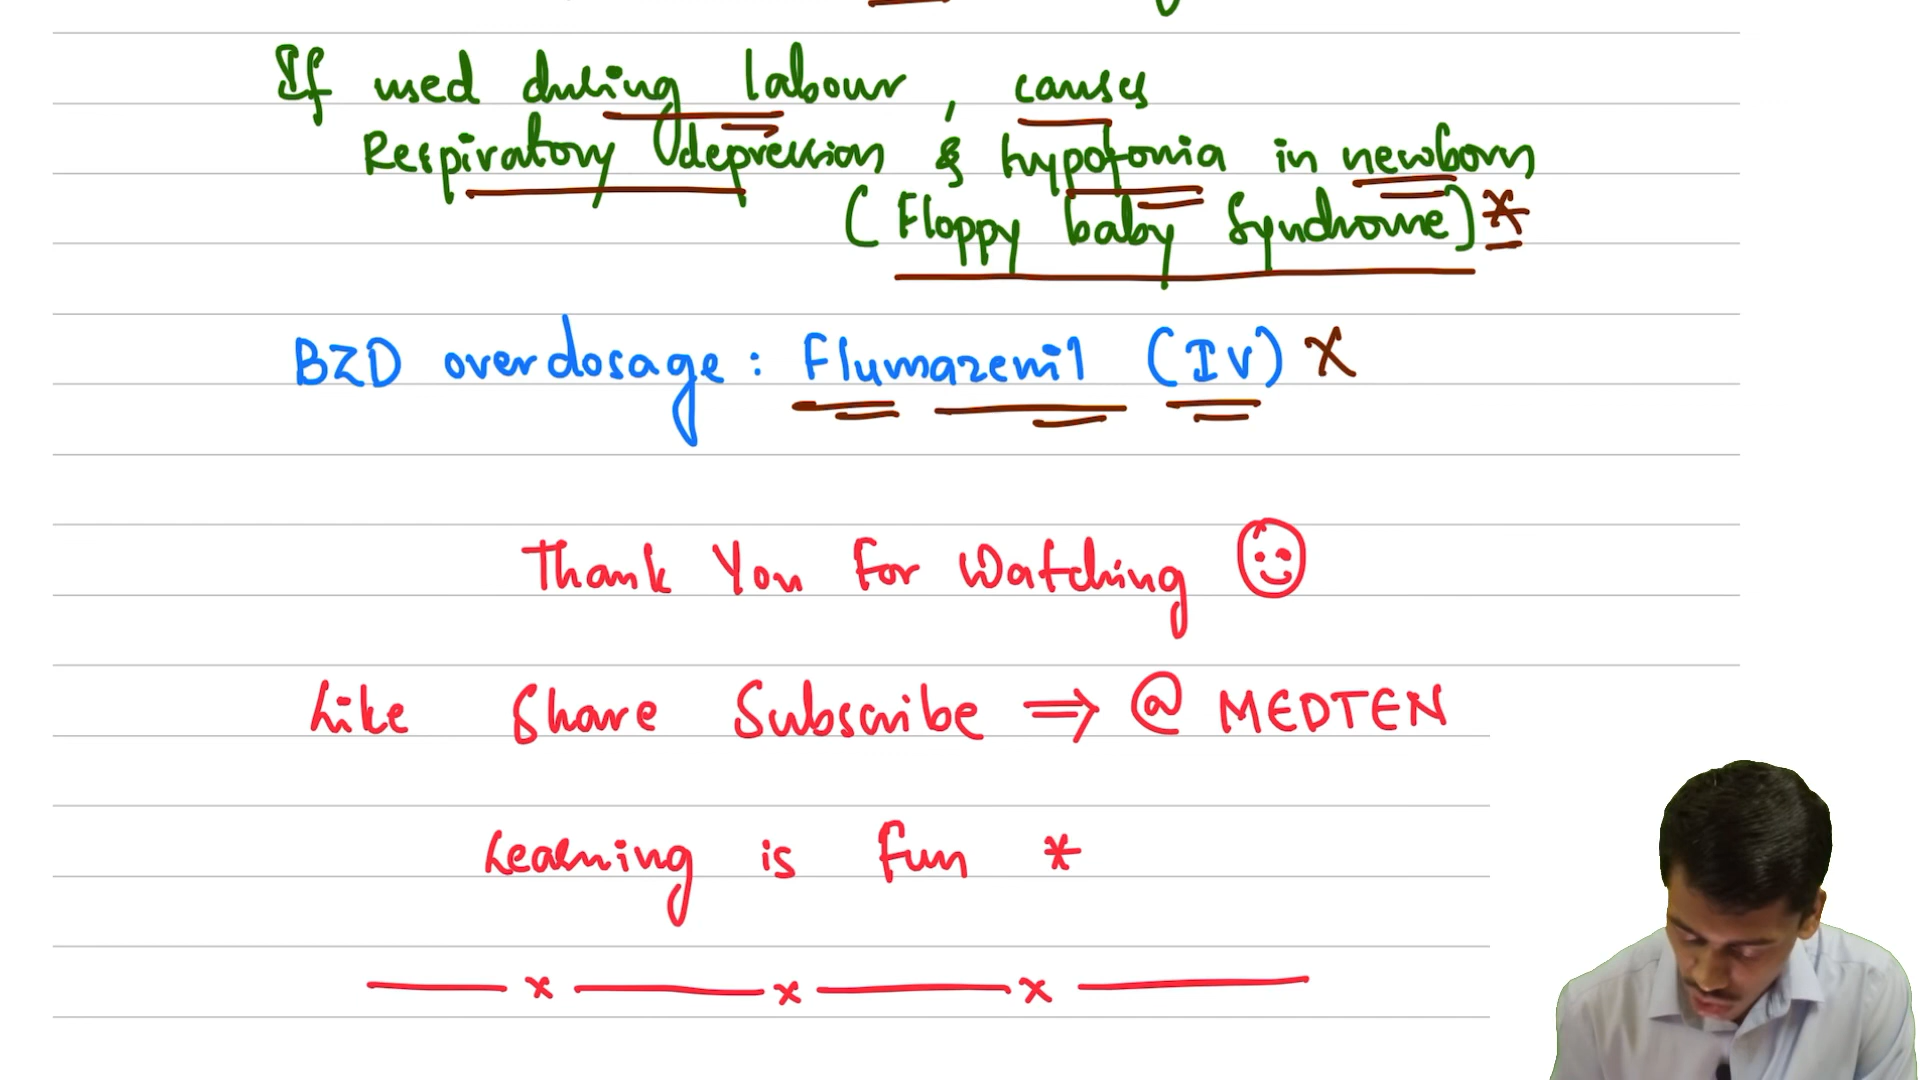 If used during labour, causes
Respiratory depression & hypotonia in newborn
(Floppy baby Syndrome) *
BZD overdosage: Flumazenil (IV) X
Thank You For Watching
Like Share Subscribe ⇒ @ MEDTEN
Learning is Fun *
—— x —— x —— x ——